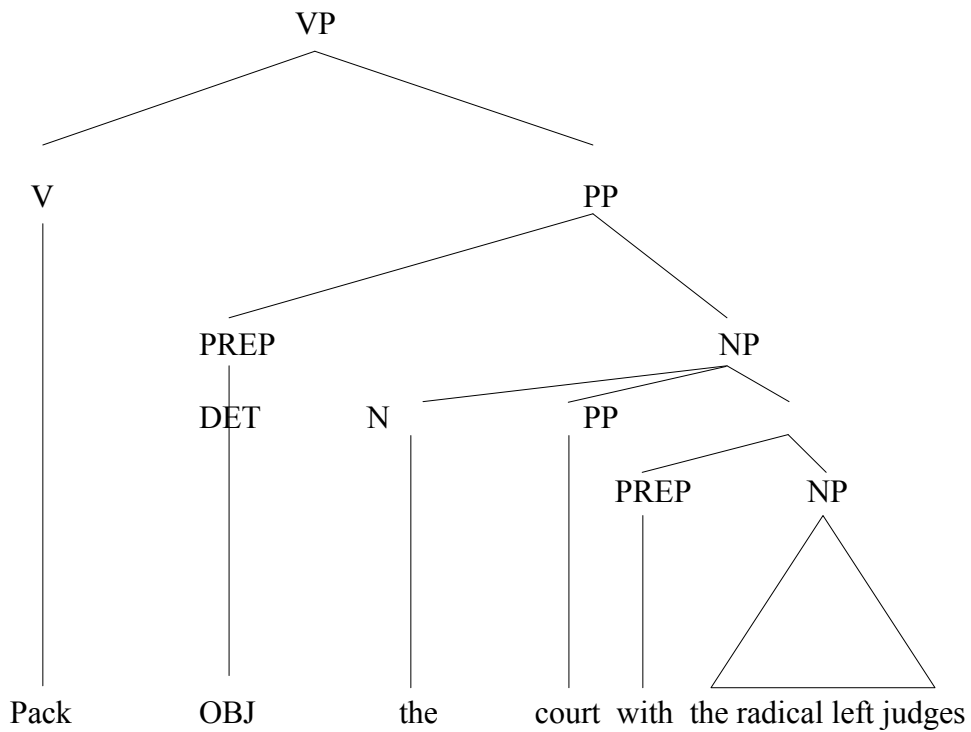 VP
V PP
PREP NP
DET N PP
PREP NP
Pack OBJ the court with the radical left judges